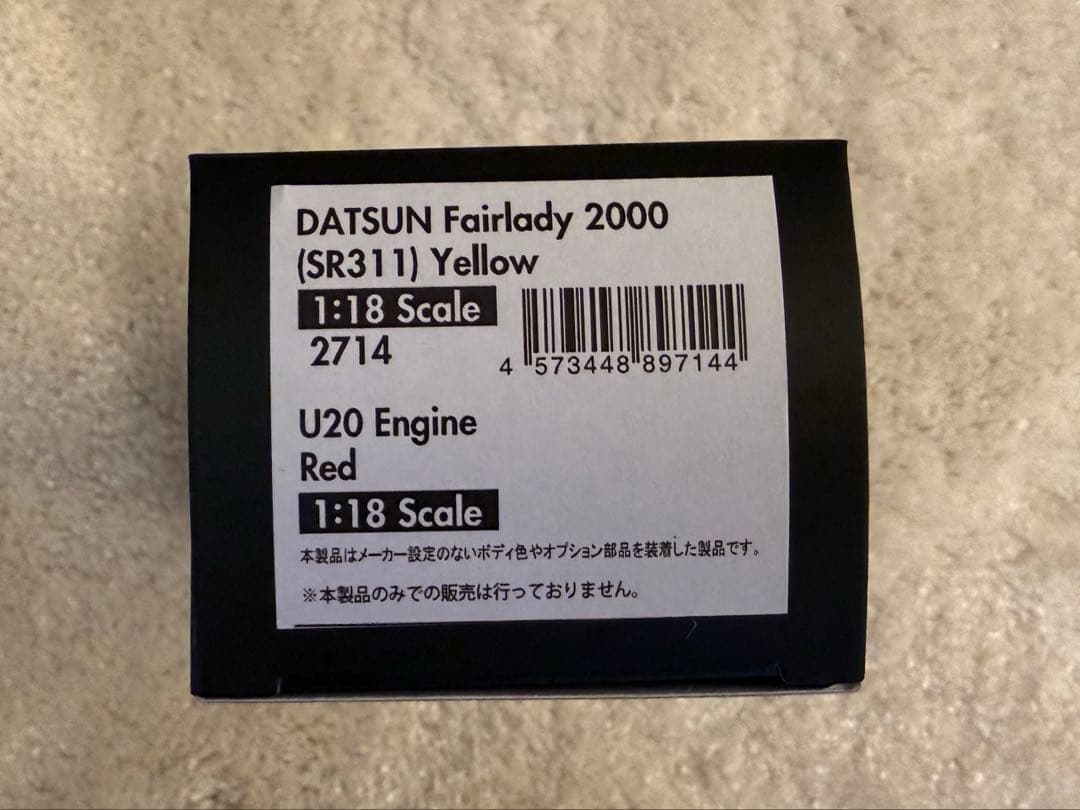 DATSUN Fairlady 2000
(SR311) Yellow
1:18 Scale
2714
4 573448 897144
U20 Engine
Red
1:18 Scale
本製品はメーカー設定のないボディ色やオプション部品を装着した製品です。
※本製品のみでの販売は行っておりません。